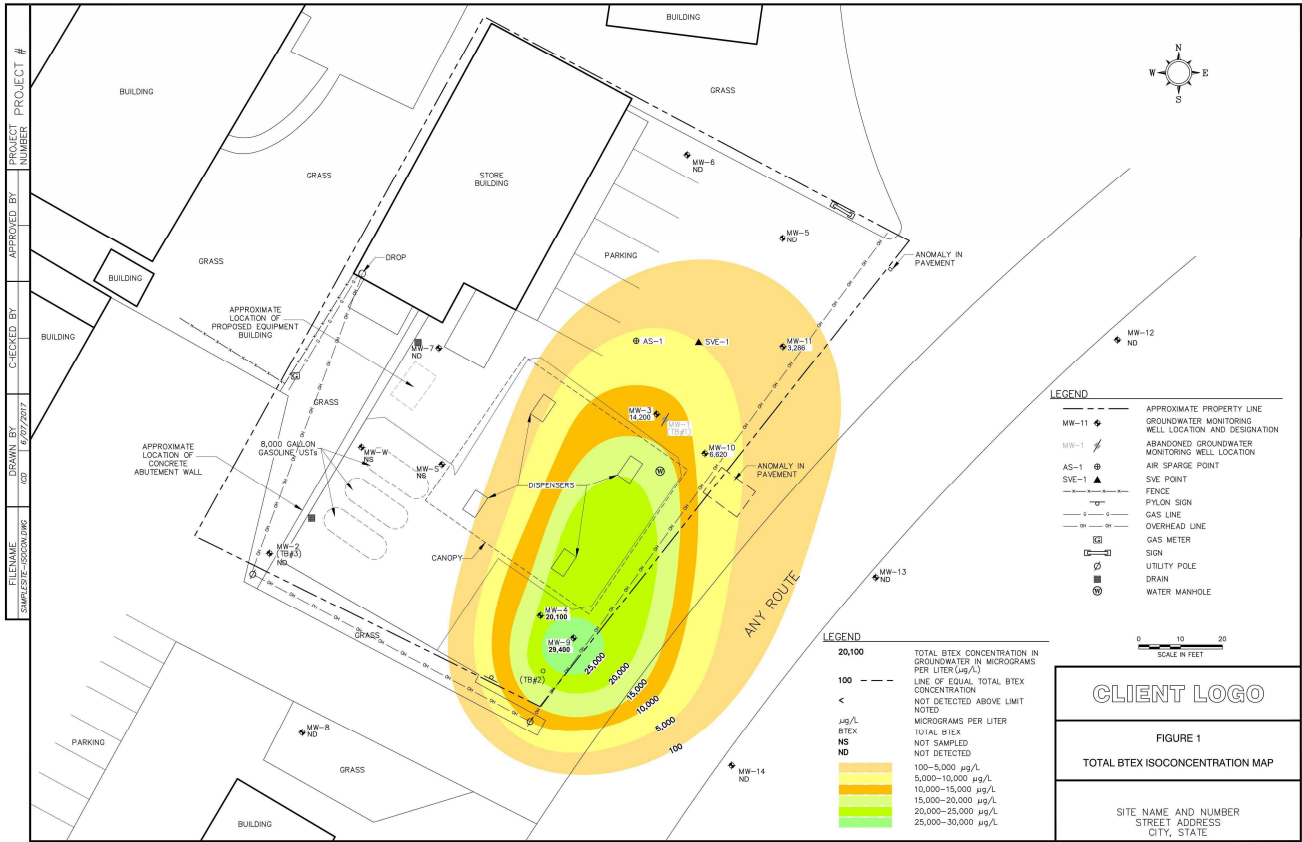 PROJECT NUMBER
PROJECT #
APPROVED BY
CHECKED BY
DRAWN BY
6/07/2017
FILENAME
SAMPLESITE-ISOCON.DWG
BUILDING
BUILDING
GRASS
N
W
E
S
MW-6
ND
GRASS
STORE
BUILDING
MW-5
ND
GRASS
DROP
PARKING
ANOMALY IN
PAVEMENT
BUILDING
APPROXIMATE
LOCATION OF
PROPOSED EQUIPMENT
BUILDING
BUILDING
MW-7
ND
AS-1
SVE-1
MW-11
3,286
MW-12
ND
G
GRASS
MW-3
14,200
MW-1
(TB#1)
APPROXIMATE
LOCATION OF
CONCRETE
ABUTEMENT WALL
8,000 GALLON
GASOLINE USTs
MW-W
NS
MW-S
NS
MW-10
6,620
W
ANOMALY IN
PAVEMENT
DISPENSERS
MW-2
(TB#3)
ND
CANOPY
MW-13
ND
ANY ROUTE
MW-4
20,100
MW-9
29,400
GRASS
(TB#2)
25,000
20,000
15,000
10,000
5,000
100
MW-8
ND
PARKING
GRASS
MW-14
ND
BUILDING
LEGEND
APPROXIMATE PROPERTY LINE
MW-11
GROUNDWATER MONITORING
WELL LOCATION AND DESIGNATION
MW-1
ABANDONED GROUNDWATER
MONITORING WELL LOCATION
AS-1
AIR SPARGE POINT
SVE-1
SVE POINT
FENCE
PYLON SIGN
G G
GAS LINE
OH OH
OVERHEAD LINE
G
GAS METER
SIGN
UTILITY POLE
DRAIN
W
WATER MANHOLE
0 10 20
SCALE IN FEET
LEGEND
20,100
TOTAL BTEX CONCENTRATION IN
GROUNDWATER IN MICROGRAMS
PER LITER (µg/L)
100
LINE OF EQUAL TOTAL BTEX
CONCENTRATION
<
NOT DETECTED ABOVE LIMIT
NOTED
µg/L
MICROGRAMS PER LITER
BTEX
TOTAL BTEX
NS
NOT SAMPLED
ND
NOT DETECTED
100-5,000 µg/L
5,000-10,000 µg/L
10,000-15,000 µg/L
15,000-20,000 µg/L
20,000-25,000 µg/L
25,000-30,000 µg/L
CLIENT LOGO
FIGURE 1
TOTAL BTEX ISOCONCENTRATION MAP
SITE NAME AND NUMBER
STREET ADDRESS
CITY, STATE